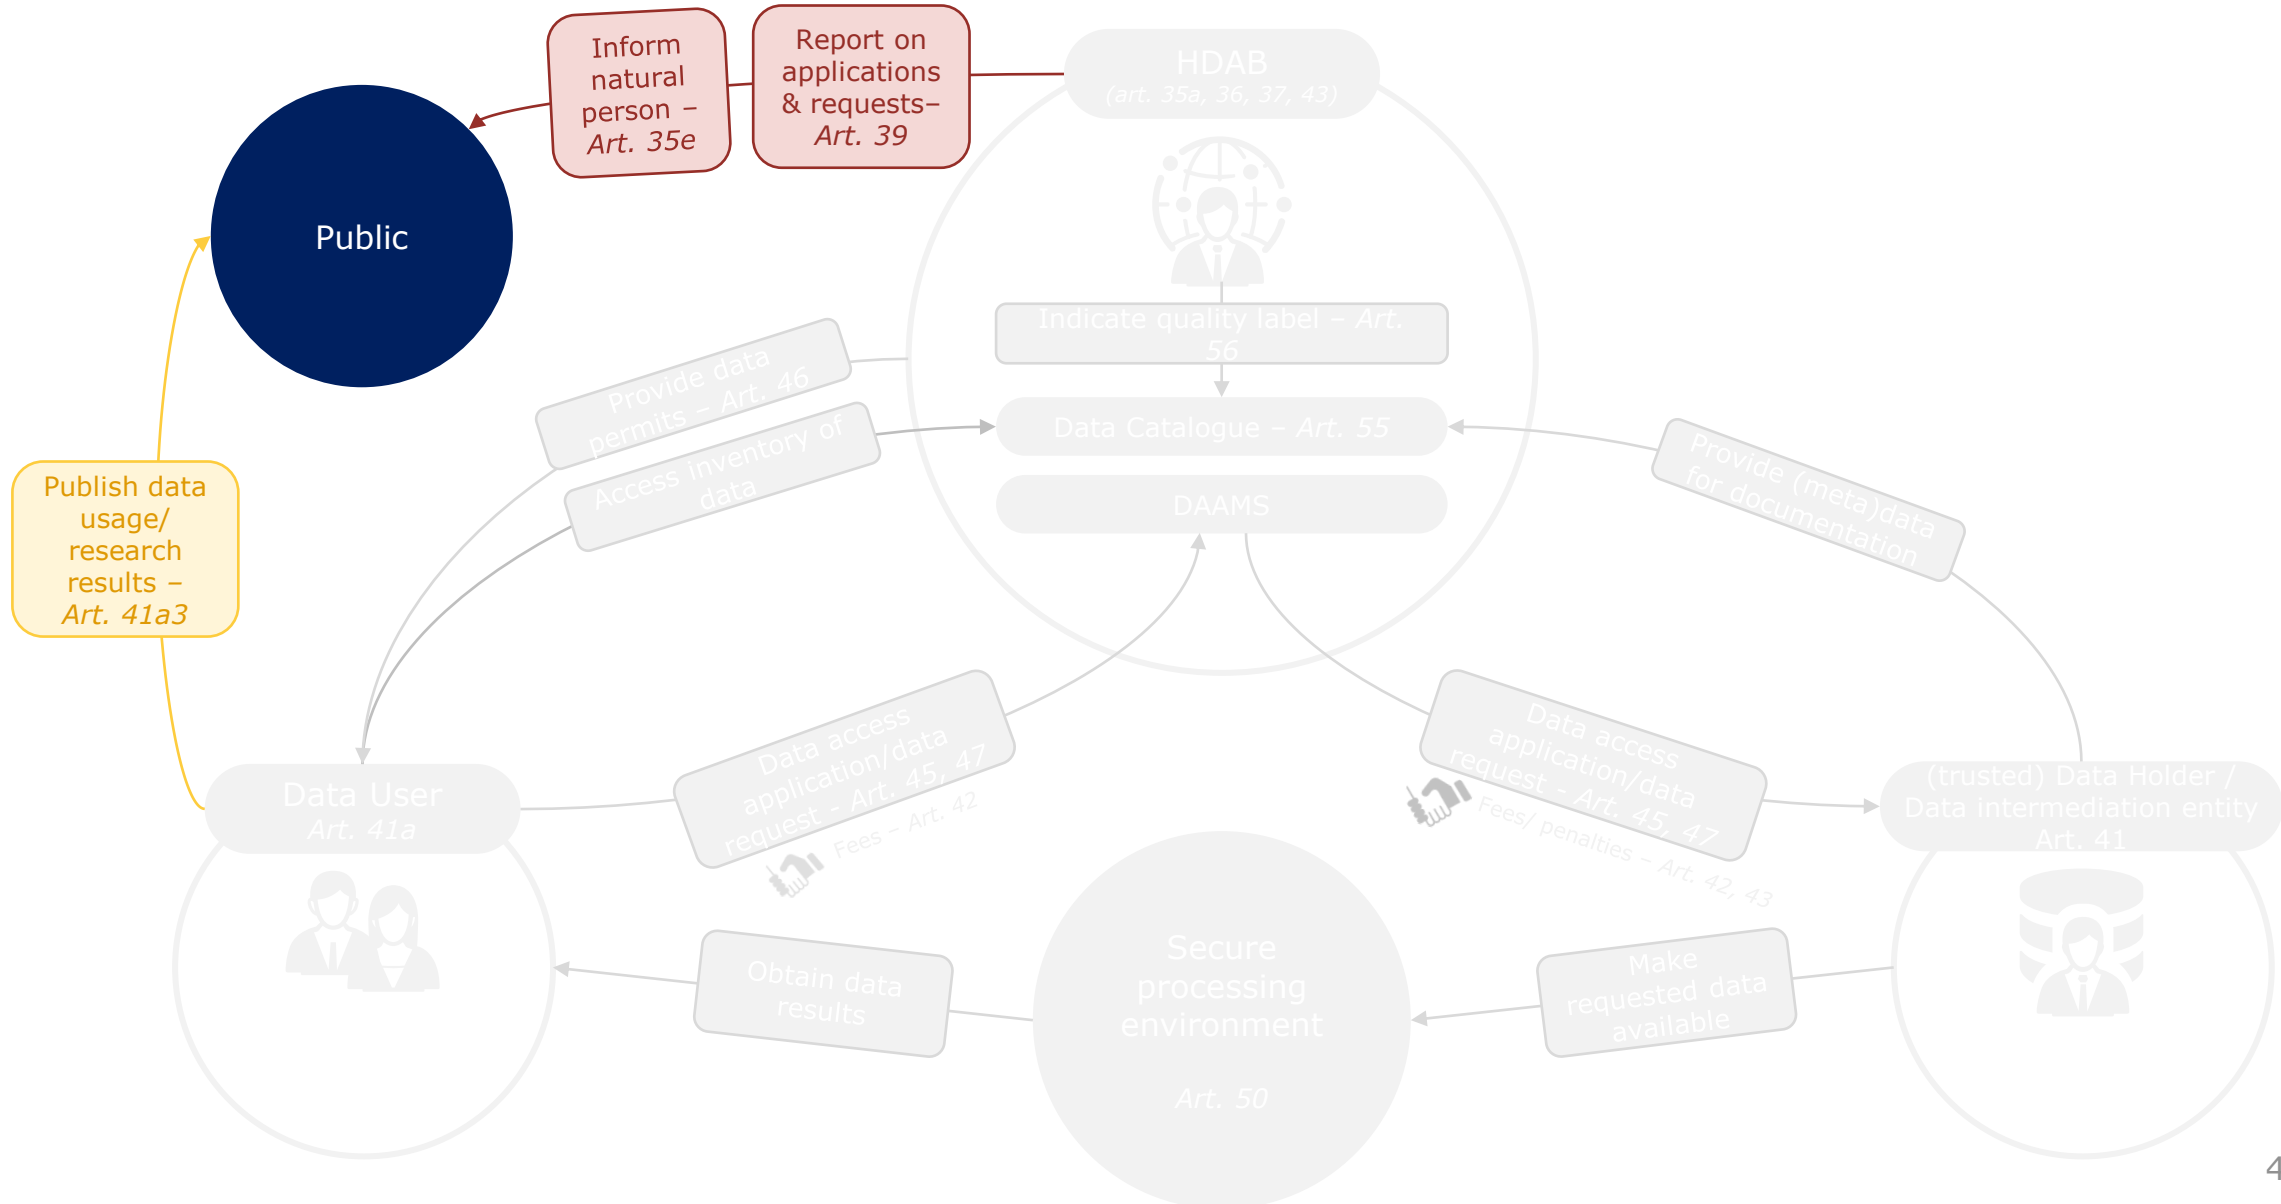 Inform
natural
person –
Art. 35e
Report on
applications
& requests–
Art. 39
HDAB
(art. 35a, 36, 37, 43)
Public
Indicate quality label – Art.
56
Provide data
permits – Art. 46
Access inventory of
data
Data Catalogue – Art. 55
DAAMS
Provide (meta)data
for documentation
Publish data
usage/
research
results –
Art. 41a3
Data access
application/data
request - Art. 45, 47
Fees – Art. 42
Data access
application/data
request - Art. 45, 47
Fees/ penalties – Art. 42, 43
Data User
Art. 41a
(trusted) Data Holder /
Data intermediation entity
Art. 41
Obtain data
results
Secure
processing
environment
Art. 50
Make
requested data
available
4